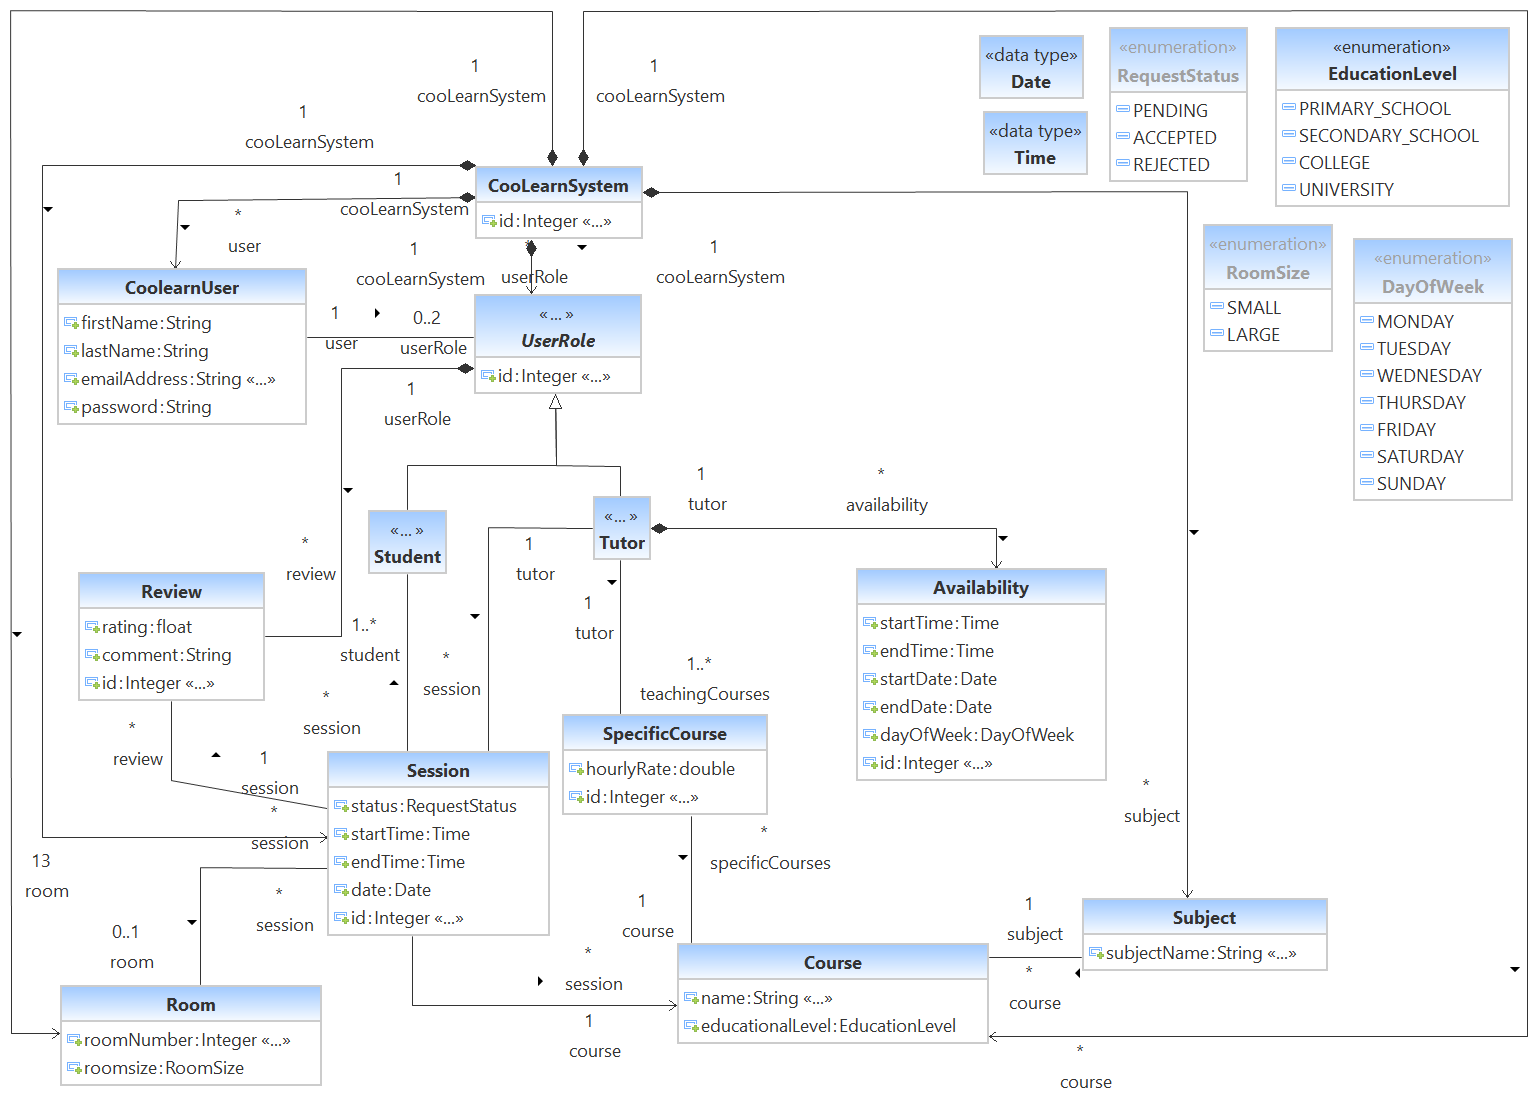 1
cooLearnSystem
1
cooLearnSystem
1
cooLearnSystem
1
cooLearnSystem
*
user
CooLearnSystem
id:Integer «...»
1
cooLearnSystem
*
userRole
1
cooLearnSystem
«data type»
Date
«data type»
Time
«enumeration»
RequestStatus
PENDING
ACCEPTED
REJECTED
«enumeration»
EducationLevel
PRIMARY_SCHOOL
SECONDARY_SCHOOL
COLLEGE
UNIVERSITY
«enumeration»
RoomSize
SMALL
LARGE
«enumeration»
DayOfWeek
MONDAY
TUESDAY
WEDNESDAY
THURSDAY
FRIDAY
SATURDAY
SUNDAY
CoolearnUser
firstName:String
lastName:String
emailAddress:String «...»
password:String
1
user
0..2
userRole
«...»
UserRole
id:Integer «...»
1
userRole
«...»
Student
«...»
Tutor
1
tutor
*
availability
1
tutor
1
tutor
*
review
Review
rating:float
comment:String
id:Integer «...»
1..*
student
*
session
*
session
1..*
teachingCourses
Availability
startTime:Time
endTime:Time
startDate:Date
endDate:Date
dayOfWeek:DayOfWeek
id:Integer «...»
*
review
1
session
*
session
Session
status:RequestStatus
startTime:Time
endTime:Time
date:Date
id:Integer «...»
SpecificCourse
hourlyRate:double
id:Integer «...»
*
specificCourses
*
subject
13
room
*
session
0..1
room
1
course
*
session
1
course
1
subject
*
course
Subject
subjectName:String «...»
Course
name:String «...»
educationalLevel:EducationLevel
Room
roomNumber:Integer «...»
roomsize:RoomSize
*
course